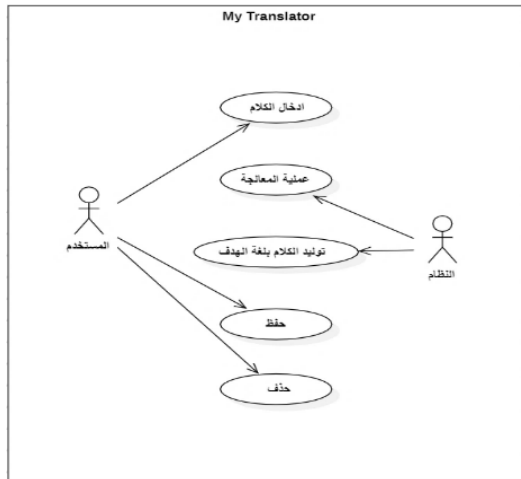 My Translator
ادخال الكلام
عملية المعالجة
المستخدم
توليد الكلام بلغة الهدف
النظام
حفظ
حذف